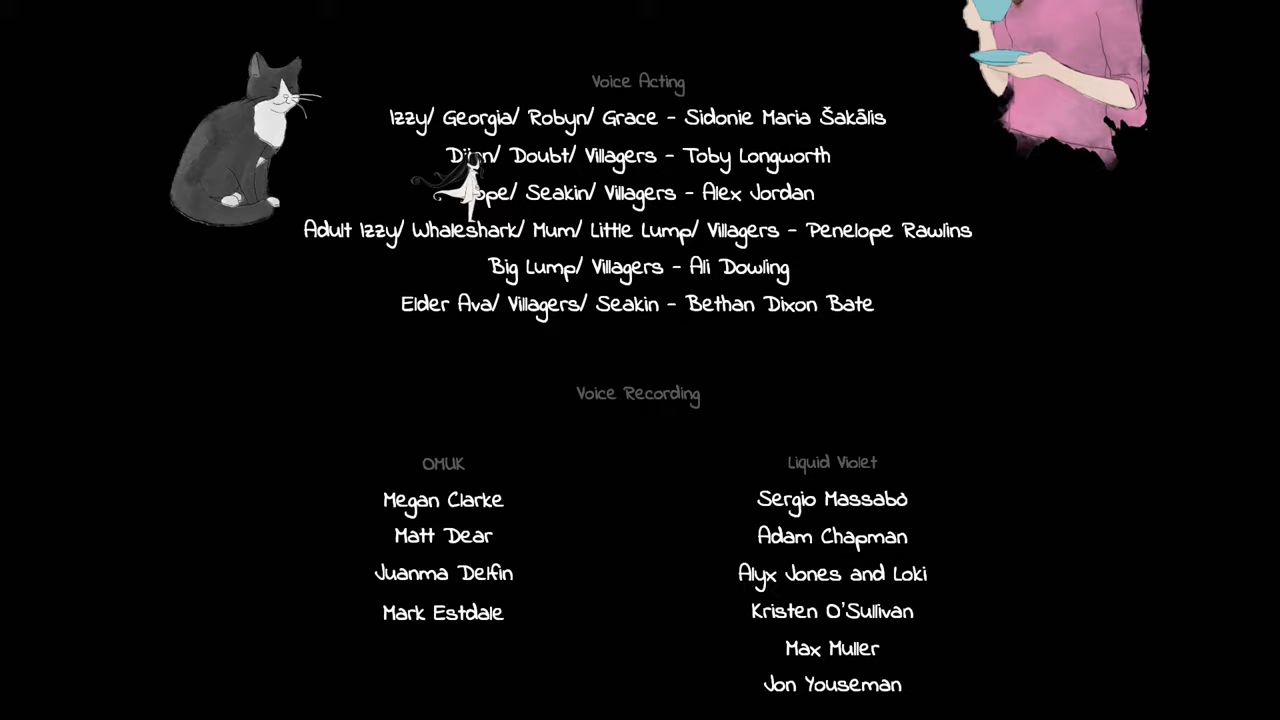 Voice Acting
Izzy/ Georgia/ Robyn/ Grace - Sidonie Maria Šakālis
Doubt/ Villagers - Toby Longworth
Seakin/ Villagers - Alex Jordan
Adult Izzy/ Whaleshark/ Mum/ Little Lump/ Villagers - Penelope Rawlins
Big Lump/ Villagers - Ali Dowling
Elder Ava/ Villagers/ Seakin - Bethan Dixon Bate
Voice Recording
OMUK
Megan Clarke
Matt Dear
Juanma Delfin
Mark Estdale
Liquid Violet
Sergio Massabò
Adam Chapman
Alyx Jones and Loki
Kristen O'Sullivan
Max Muller
Jon Youseman